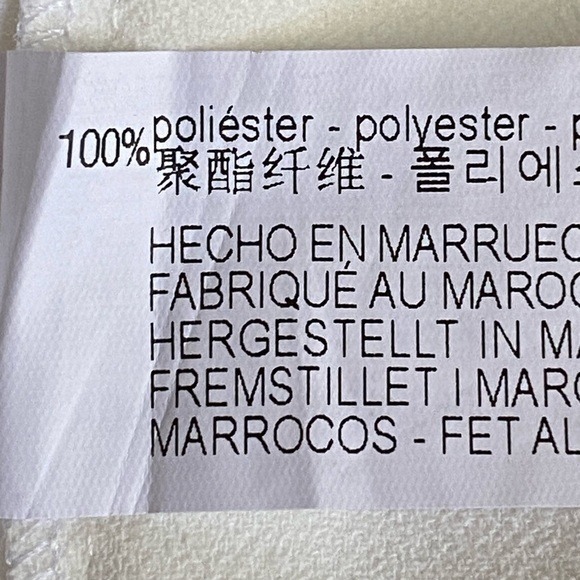 100% poliéster - polyester - p
聚酯纤维 - 폴리에
HECHO EN MARRUEC
FABRIQUÉ AU MAROC
HERGESTELLT IN MA
FREMSTILLET I MARO
MARROCOS - FET AL